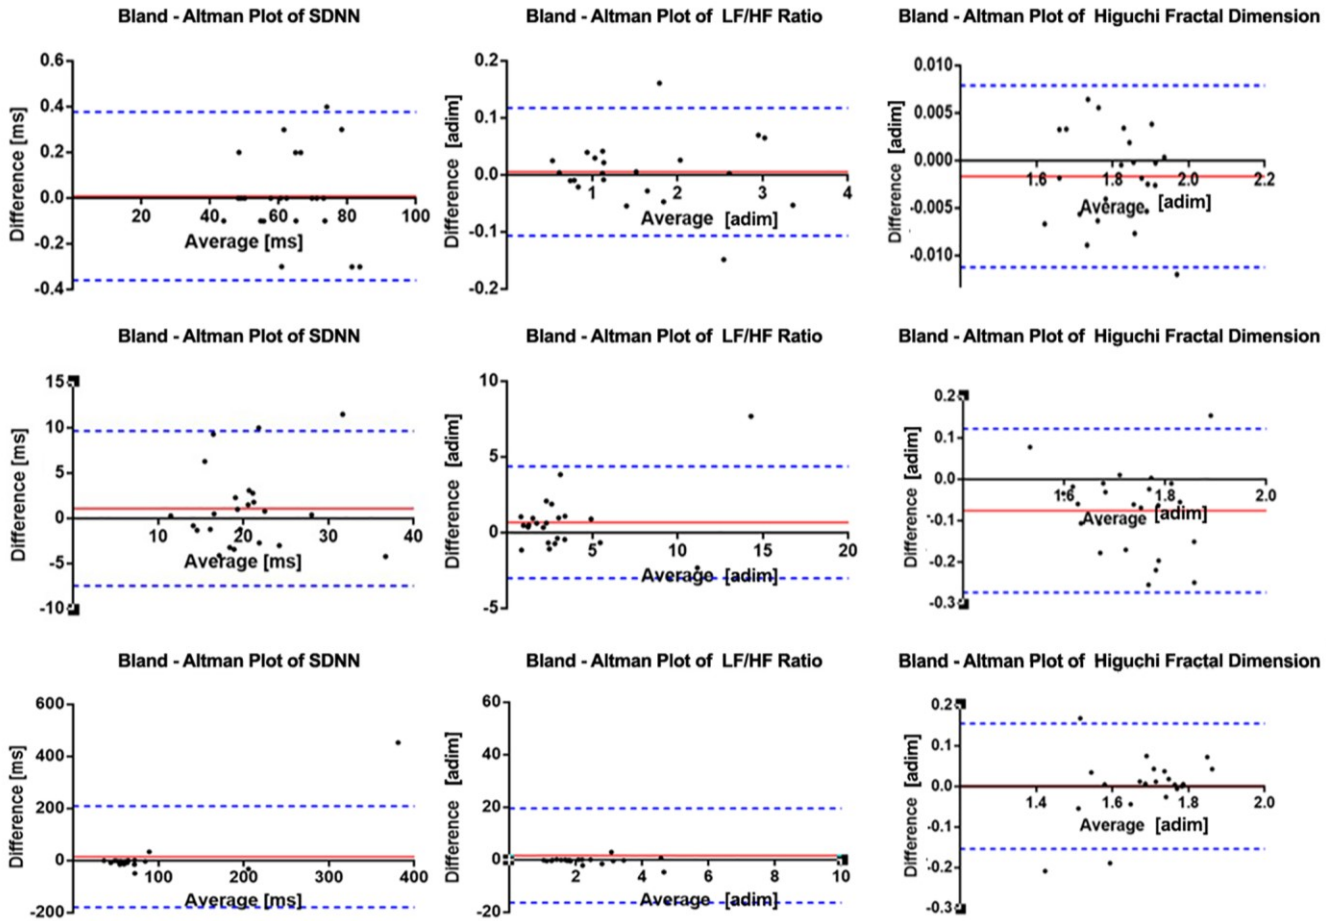 Bland - Altman Plot of SDNN
Difference [ms]
0.6
0.4
0.2
0.0
-0.2
-0.4
20 40 60 80 100
Average [ms]
Bland - Altman Plot of LF/HF Ratio
Difference [adim]
0.2
0.1
0.0
-0.1
-0.2
1 2 3 4
Average [adim]
Bland - Altman Plot of Higuchi Fractal Dimension
Difference [adim]
0.010
0.005
0.000
-0.005
-0.010
1.6 1.8 2.0 2.2
Average [adim]
Bland - Altman Plot of SDNN
Difference [ms]
15
10
5
0
-5
-10
10 20 30 40
Average [ms]
Bland - Altman Plot of LF/HF Ratio
Difference [adim]
10
5
0
-5
5 10 15 20
Average [adim]
Bland - Altman Plot of Higuchi Fractal Dimension
Difference [adim]
0.2
0.1
0.0
-0.1
-0.2
-0.3
1.6 1.8 2.0
Average [adim]
Bland - Altman Plot of SDNN
Difference [ms]
600
400
200
0
-200
100 200 300 400
Average [ms]
Bland - Altman Plot of LF/HF Ratio
Difference [adim]
60
40
20
0
-20
2 4 6 8 10
Average [adim]
Bland - Altman Plot of Higuchi Fractal Dimension
Difference [adim]
0.2
0.1
0.0
-0.1
-0.2
-0.3
1.4 1.6 1.8 2.0
Average [adim]